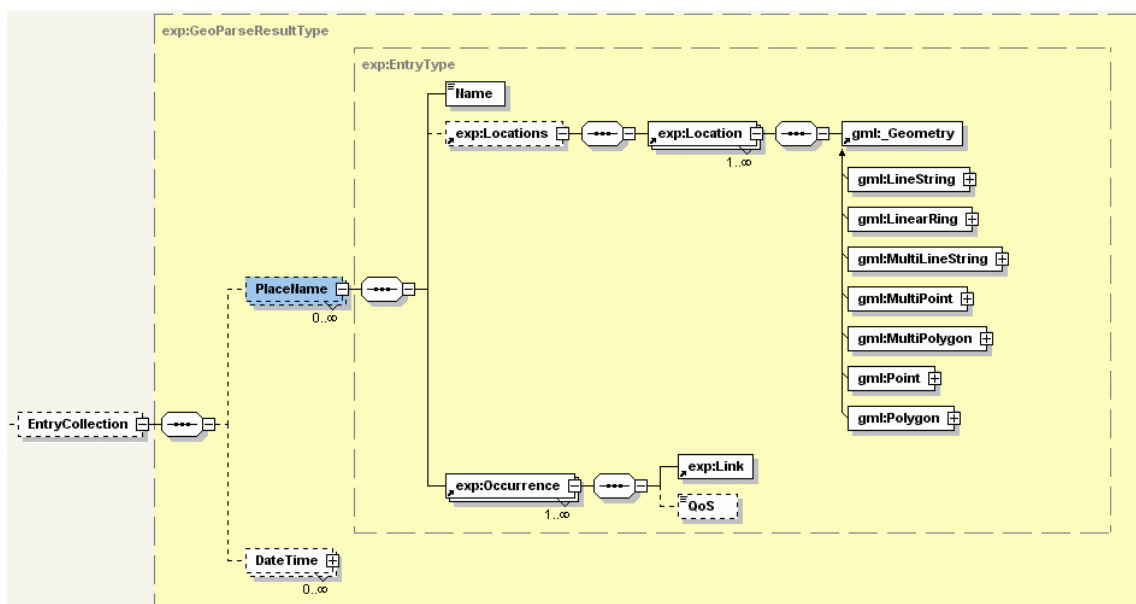 exp:GeoParseResultType
exp:EntryType
Name
exp:Locations
exp:Location
1..∞
gml:_Geometry
gml:LineString
gml:LinearRing
gml:MultiLineString
gml:MultiPoint
gml:MultiPolygon
gml:Point
gml:Polygon
PlaceName
0..∞
EntryCollection
exp:Occurrence
1..∞
exp:Link
QoS
DateTime
0..∞